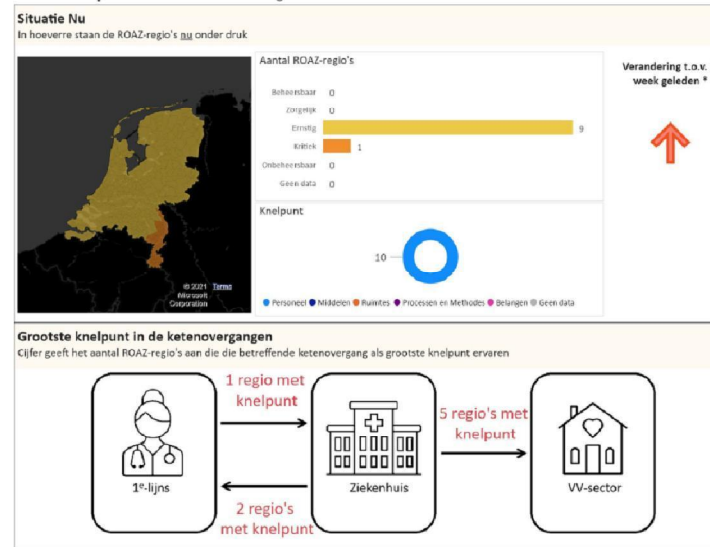 Situatie Nu
In hoeverre staan de ROAZ-regio's nu onder druk
Aantal ROAZ-regio's
Beheersbaar 0
Zorgelijk 0
Ernstig 9
Kritiek 1
Onbeheersbaar 0
Geen data 0
Verandering t.o.v.
week geleden *
Knelpunt
10
Personeel Middelen Ruimtes Processen en Methodes Belangen Geen data
© 2021 Terms
Microsoft
Corporation
Grootste knelpunt in de ketenovergangen
Cijfer geeft het aantal ROAZ-regio's aan die die betreffende ketenovergang als grootste knelpunt ervaren
1 regio met
knelpunt
5 regio's met
knelpunt
1e-lijns
Ziekenhuis
VV-sector
2 regio's
met knelpunt